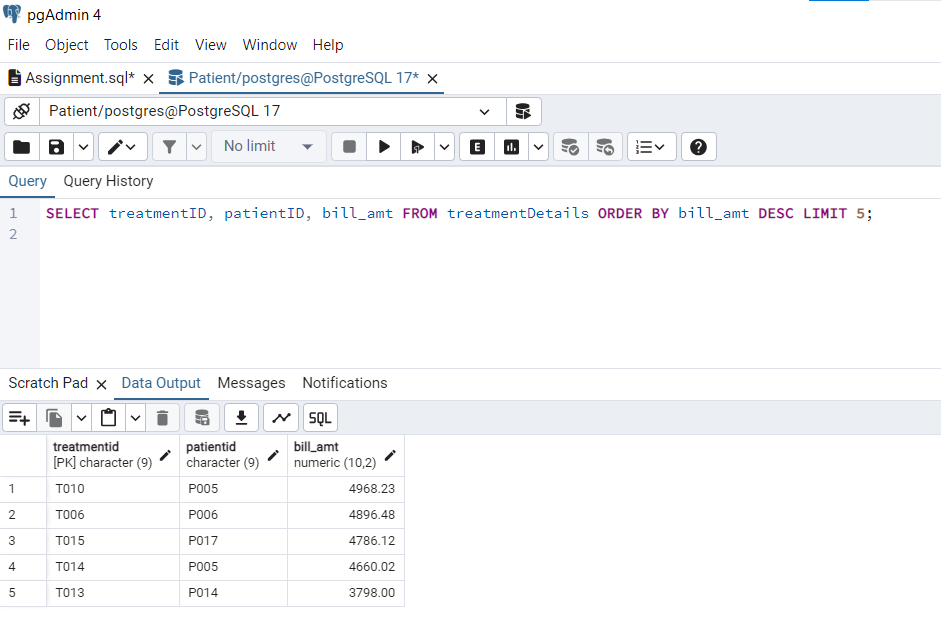 pgAdmin 4
File Object Tools Edit View Window Help
Assignment.sql* Patient/postgres@PostgreSQL 17*
Patient/postgres@PostgreSQL 17
No limit
Query Query History
1 SELECT treatmentID, patientID, bill_amt FROM treatmentDetails ORDER BY bill_amt DESC LIMIT 5;
2
Scratch Pad Data Output Messages Notifications
SQL
treatmentid patientid bill_amt
[PK] character (9) character (9) numeric (10,2)
1 T010 P005 4968.23
2 T006 P006 4896.48
3 T015 P017 4786.12
4 T014 P005 4660.02
5 T013 P014 3798.00